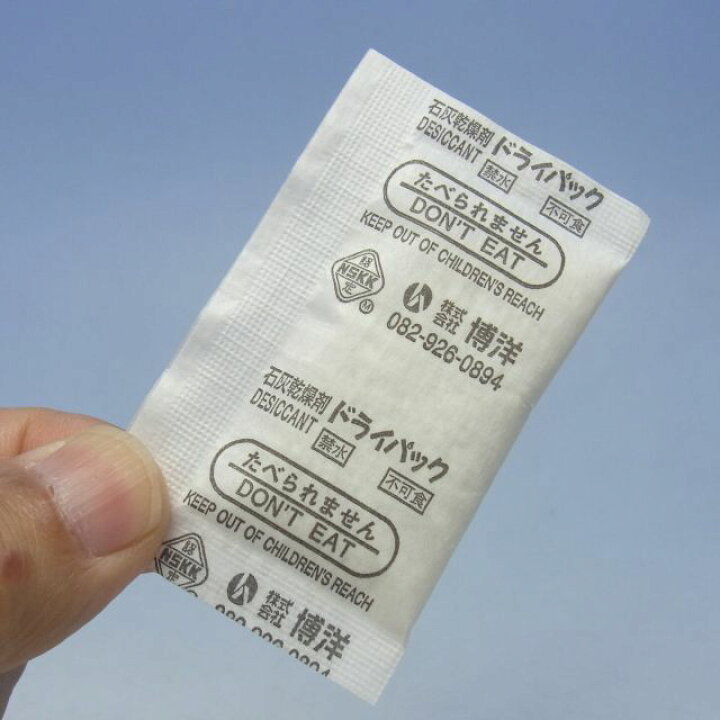 石灰乾燥剤 ドライパック
DESICCANT 禁水 不可食
たべられません
DON'T EAT
KEEP OUT OF CHILDREN'S REACH
認 NSKK 定 M
株式会社 博洋
082-926-0894
石灰乾燥剤 ドライパック
DESICCANT 禁水 不可食
たべられません
DON'T EAT
KEEP OUT OF CHILDREN'S REACH
認 NSKK 定
株式会社 博洋